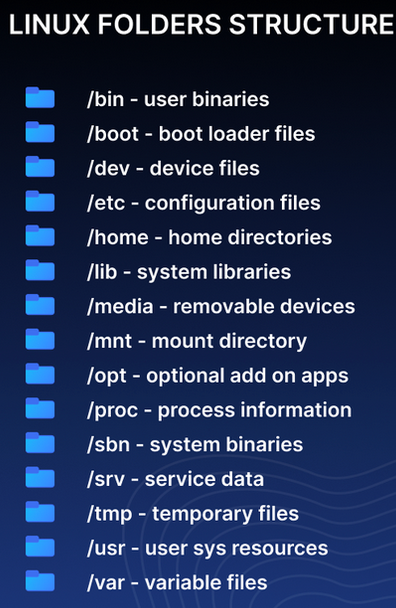 LINUX FOLDERS STRUCTURE
/bin - user binaries
/boot - boot loader files
/dev - device files
/etc - configuration files
/home - home directories
/lib - system libraries
/media - removable devices
/mnt - mount directory
/opt - optional add on apps
/proc - process information
/sbn - system binaries
/srv - service data
/tmp - temporary files
/usr - user sys resources
/var - variable files